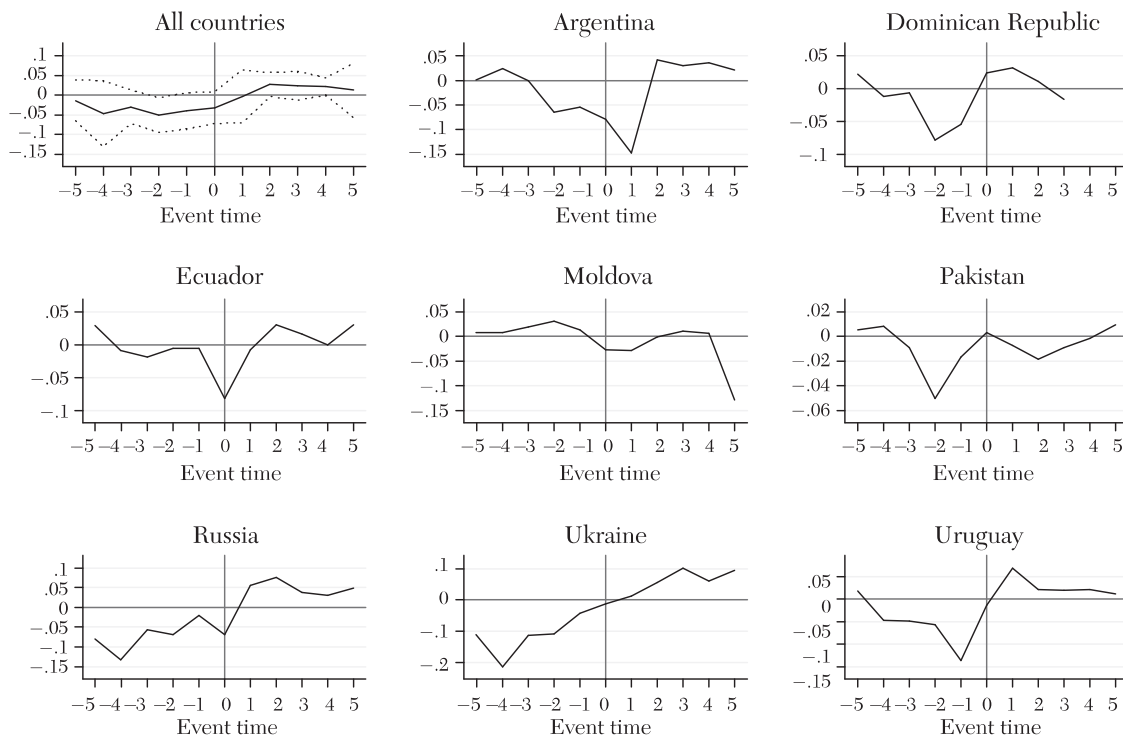 All countries
.1
.05
0
−.05
−.1
−.15
−5 −4 −3 −2 −1 0 1 2 3 4 5
Event time
Argentina
.05
0
−.05
−.1
−.15
−5 −4 −3 −2 −1 0 1 2 3 4 5
Event time
Dominican Republic
.05
0
−.05
−.1
−5 −4 −3 −2 −1 0 1 2 3 4 5
Event time
Ecuador
.05
0
−.05
−.1
−5 −4 −3 −2 −1 0 1 2 3 4 5
Event time
Moldova
.05
0
−.05
−.1
−.15
−5 −4 −3 −2 −1 0 1 2 3 4 5
Event time
Pakistan
.02
0
−.02
−.04
−.06
−5 −4 −3 −2 −1 0 1 2 3 4 5
Event time
Russia
.1
.05
0
−.05
−.1
−.15
−5 −4 −3 −2 −1 0 1 2 3 4 5
Event time
Ukraine
.1
0
−.1
−.2
−5 −4 −3 −2 −1 0 1 2 3 4 5
Event time
Uruguay
.05
0
−.05
−.1
−.15
−5 −4 −3 −2 −1 0 1 2 3 4 5
Event time